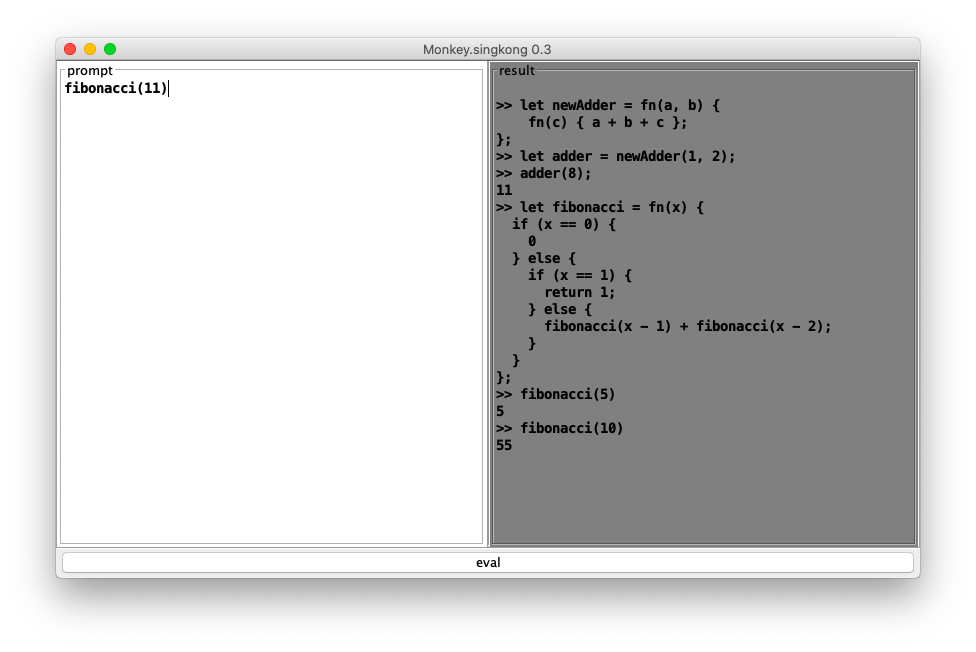 Monkey.singkong 0.3
prompt
fibonacci(11)
result
>> let newAdder = fn(a, b) {
    fn(c) { a + b + c };
};
>> let adder = newAdder(1, 2);
>> adder(8);
11
>> let fibonacci = fn(x) {
  if (x == 0) {
    0
  } else {
    if (x == 1) {
      return 1;
    } else {
      fibonacci(x - 1) + fibonacci(x - 2);
    }
  }
};
>> fibonacci(5)
5
>> fibonacci(10)
55
eval